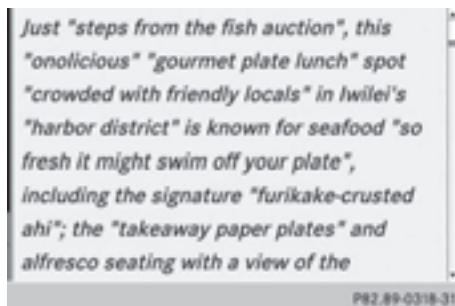 Just "steps from the fish auction", this
"onolicious" "gourmet plate lunch" spot
"crowded with friendly locals" in Iwilei's
"harbor district" is known for seafood "so
fresh it might swim off your plate",
including the signature "furikake-crusted
ahi"; the "takeaway paper plates" and
alfresco seating with a view of the
P82.89-0318-31